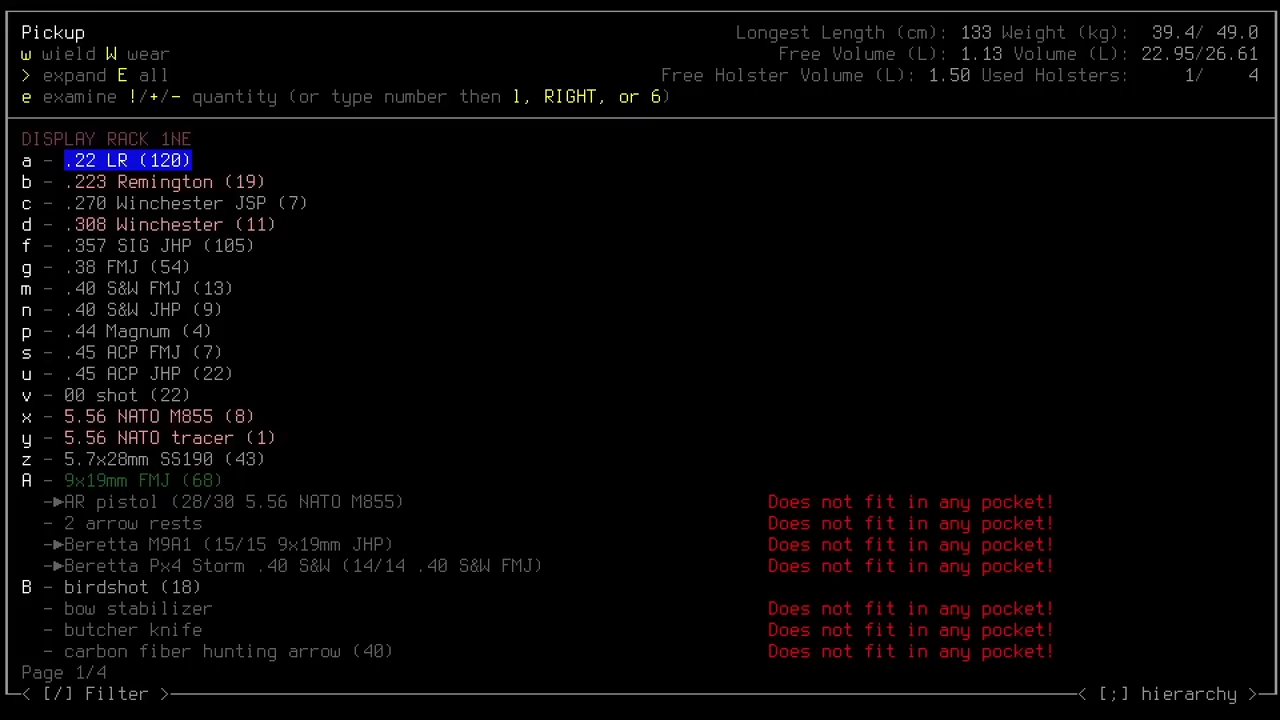 Pickup Longest Length (cm): 133 Weight (kg): 39.4/ 49.0
w wield W wear Free Volume (L): 1.13 Volume (L): 22.95/26.61
> expand E all Free Holster Volume (L): 1.50 Used Holsters: 1/ 4
e examine !/+/- quantity (or type number then l, RIGHT, or 6)
DISPLAY RACK 1NE
a - .22 LR (120)
b - .223 Remington (19)
c - .270 Winchester JSP (7)
d - .308 Winchester (11)
f - .357 SIG JHP (105)
g - .38 FMJ (54)
m - .40 S&W FMJ (13)
n - .40 S&W JHP (9)
p - .44 Magnum (4)
s - .45 ACP FMJ (7)
u - .45 ACP JHP (22)
v - 00 shot (22)
x - 5.56 NATO M855 (8)
y - 5.56 NATO tracer (1)
z - 5.7x28mm SS190 (43)
A - 9x19mm FMJ (68)
-▶AR pistol (28/30 5.56 NATO M855) Does not fit in any pocket!
- 2 arrow rests Does not fit in any pocket!
-▶Beretta M9A1 (15/15 9x19mm JHP) Does not fit in any pocket!
-▶Beretta Px4 Storm .40 S&W (14/14 .40 S&W FMJ) Does not fit in any pocket!
B - birdshot (18)
- bow stabilizer Does not fit in any pocket!
- butcher knife Does not fit in any pocket!
- carbon fiber hunting arrow (40) Does not fit in any pocket!
Page 1/4
< [/] Filter > < [;] hierarchy >